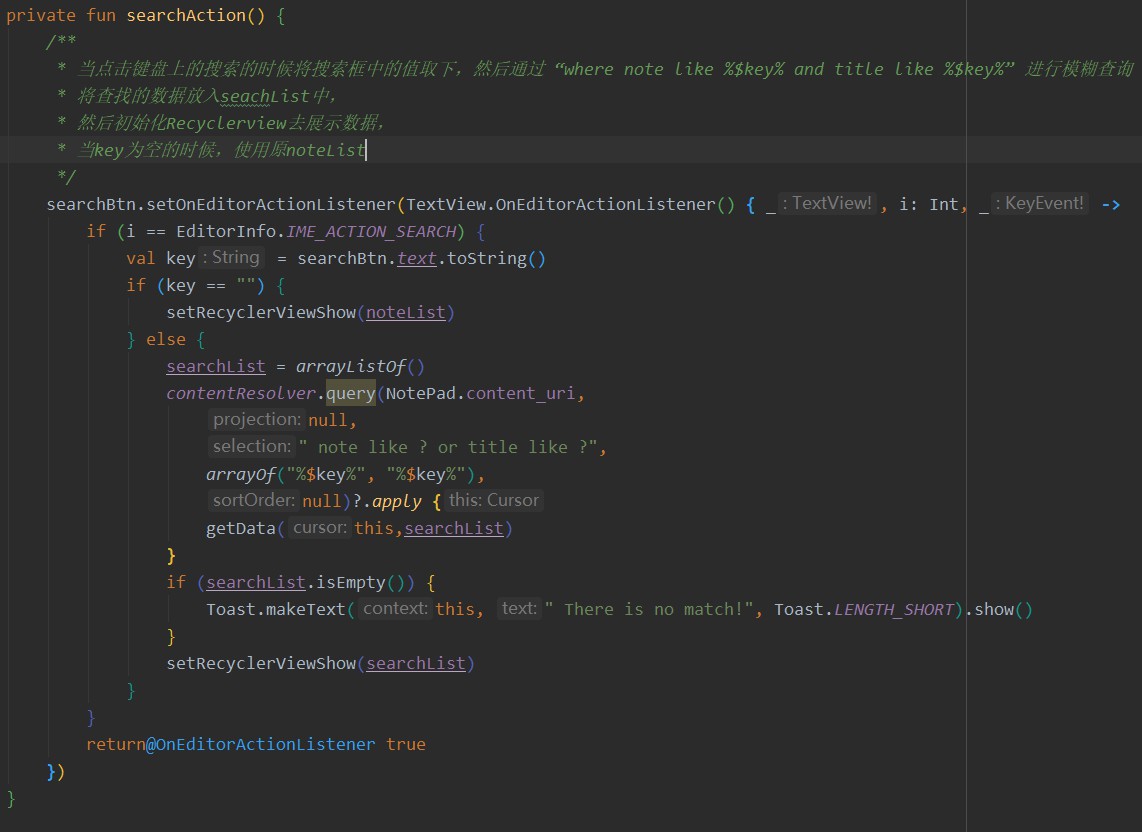 private fun searchAction() {
/**
* 当点击键盘上的搜索的时候将搜索框中的值取下，然后通过 “where note like %$key% and title like %$key%” 进行模糊查询
* 将查找的数据放入seachList中，
* 然后初始化Recyclerview去展示数据，
* 当key为空的时候，使用原noteList
*/
searchBtn.setOnEditorActionListener(TextView.OnEditorActionListener() { _ : TextView! , i: Int, _ : KeyEvent! ->
if (i == EditorInfo.IME_ACTION_SEARCH) {
val key : String = searchBtn.text.toString()
if (key == "") {
setRecyclerViewShow(noteList)
} else {
searchList = arrayListOf()
contentResolver.query(NotePad.content_uri,
projection: null,
selection: " note like ? or title like ?",
arrayOf("%$key%", "%$key%"),
sortOrder: null)?.apply { this: Cursor
getData( cursor: this,searchList)
}
if (searchList.isEmpty()) {
Toast.makeText( context: this, text: " There is no match!", Toast.LENGTH_SHORT).show()
}
setRecyclerViewShow(searchList)
}
}
return@OnEditorActionListener true
})
}